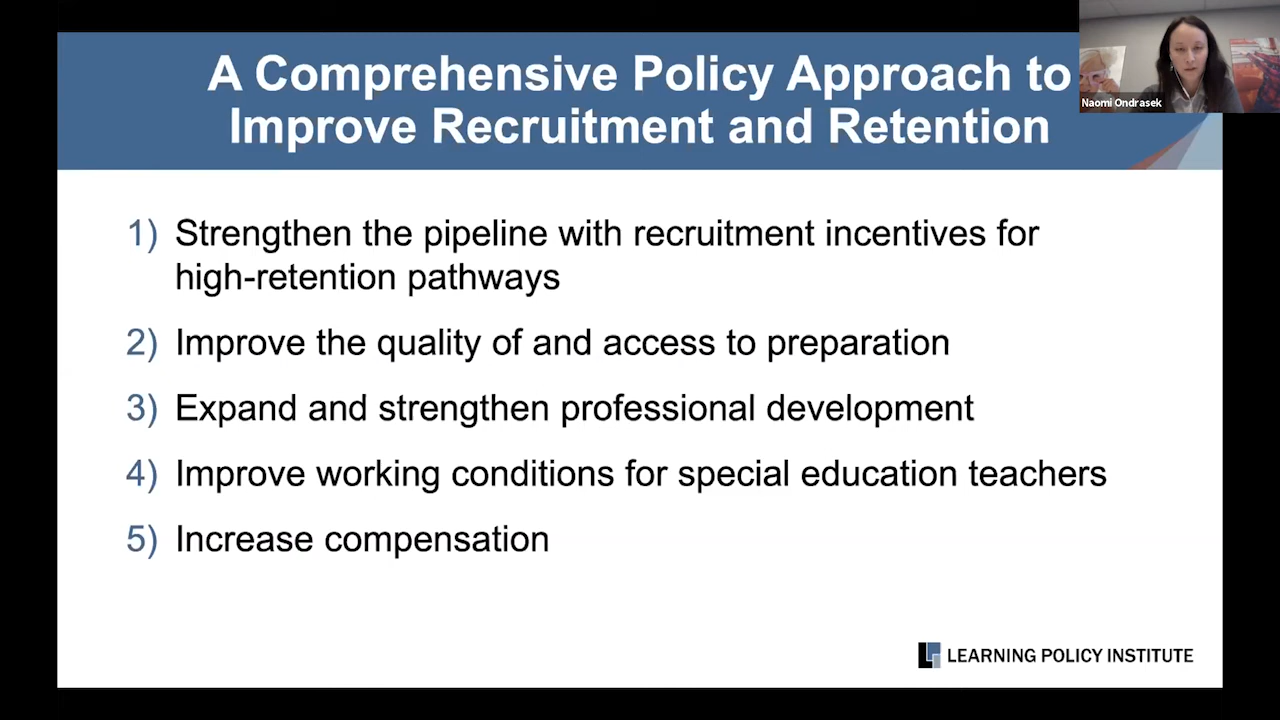 A Comprehensive Policy Approach to
Improve Recruitment and Retention
Naomi Ondrasek
1) Strengthen the pipeline with recruitment incentives for
high-retention pathways
2) Improve the quality of and access to preparation
3) Expand and strengthen professional development
4) Improve working conditions for special education teachers
5) Increase compensation
LEARNING POLICY INSTITUTE